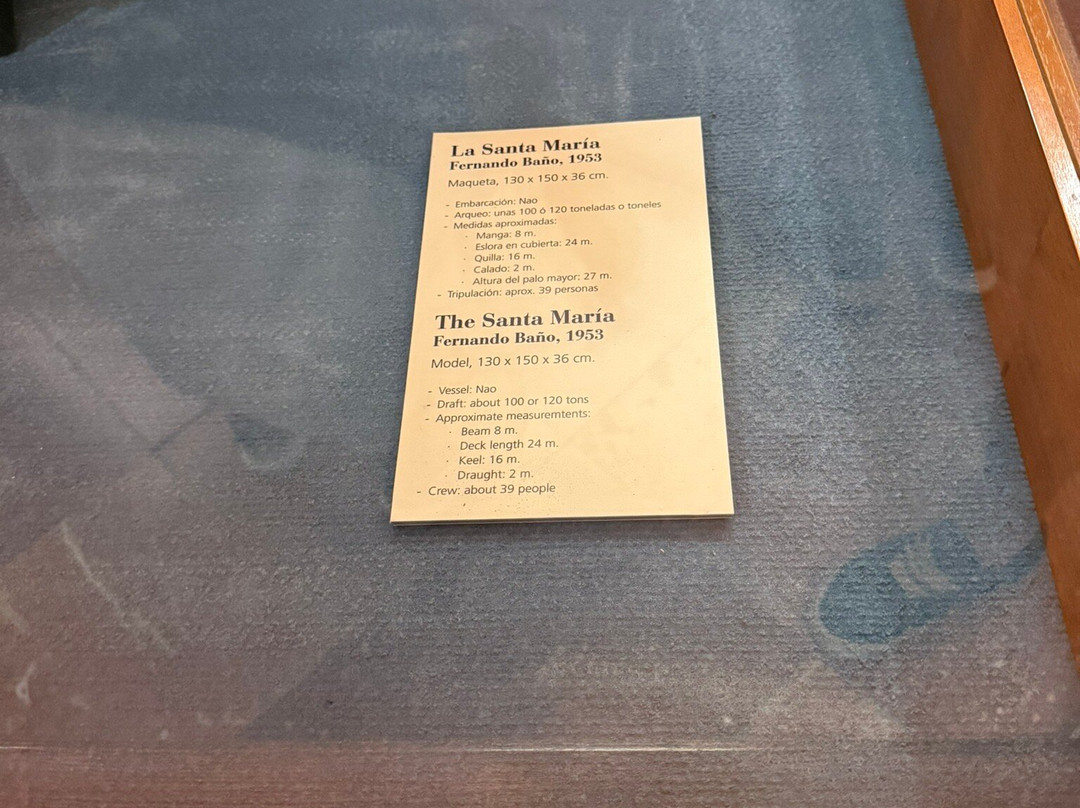 La Santa María
Fernando Baño, 1953
Maqueta, 130 x 150 x 36 cm.
- Embarcación: Nao
- Arqueo: unas 100 ó 120 toneladas o toneles
- Medidas aproximadas:
· Manga: 8 m.
· Eslora en cubierta: 24 m.
· Quilla: 16 m.
· Calado: 2 m.
· Altura del palo mayor: 27 m.
- Tripulación: aprox. 39 personas
The Santa María
Fernando Baño, 1953
Model, 130 x 150 x 36 cm.
- Vessel: Nao
- Draft: about 100 or 120 tons
- Approximate measuremtents:
· Beam 8 m.
· Deck length 24 m.
· Keel: 16 m.
· Draught: 2 m.
- Crew: about 39 people